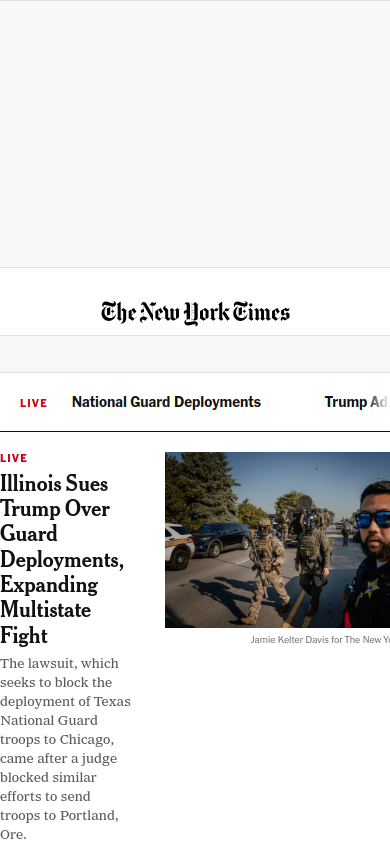 The New York Times
LIVE
National Guard Deployments
Trump Ad
LIVE
Illinois Sues
Trump Over
Guard
Deployments,
Expanding
Multistate
Fight
The lawsuit, which
seeks to block the
deployment of Texas
National Guard
troops to Chicago,
came after a judge
blocked similar
efforts to send
troops to Portland,
Ore.
Jamie Kelter Davis for The New Yo